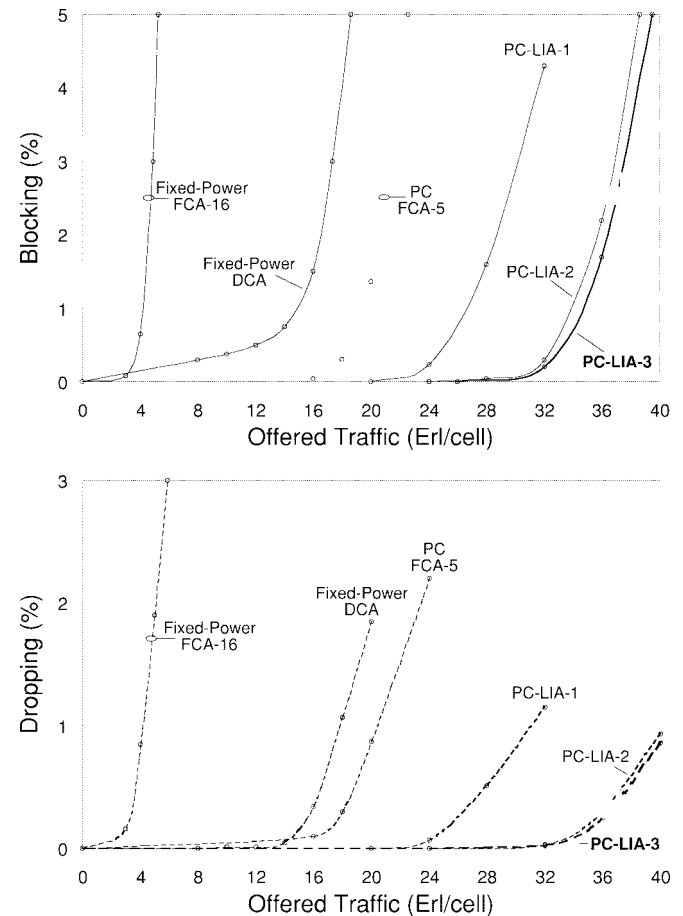 5
4
3
2
1
0
Blocking (%)
Fixed-Power
FCA-16
Fixed-Power
DCA
PC
FCA-5
PC-LIA-1
PC-LIA-2
PC-LIA-3
0 4 8 12 16 20 24 28 32 36 40
Offered Traffic (Erl/cell)
3
2
1
0
Dropping (%)
Fixed-Power
FCA-16
Fixed-Power
DCA
PC
FCA-5
PC-LIA-1
PC-LIA-2
PC-LIA-3
0 4 8 12 16 20 24 28 32 36 40
Offered Traffic (Erl/cell)